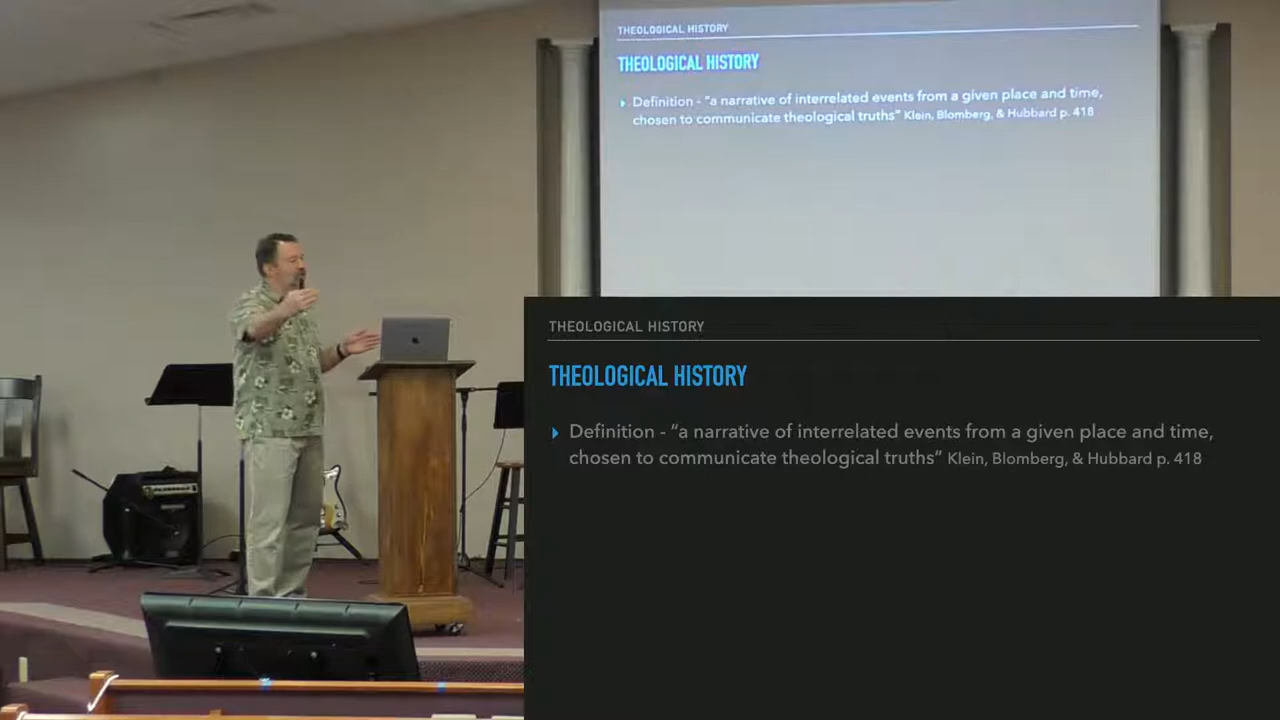 THEOLOGICAL HISTORY
THEOLOGICAL HISTORY
Definition - "a narrative of interrelated events from a given place and time,
chosen to communicate theological truths" Klein, Blomberg, & Hubbard p. 418
THEOLOGICAL HISTORY
THEOLOGICAL HISTORY
Definition - "a narrative of interrelated events from a given place and time,
chosen to communicate theological truths" Klein, Blomberg, & Hubbard p. 418